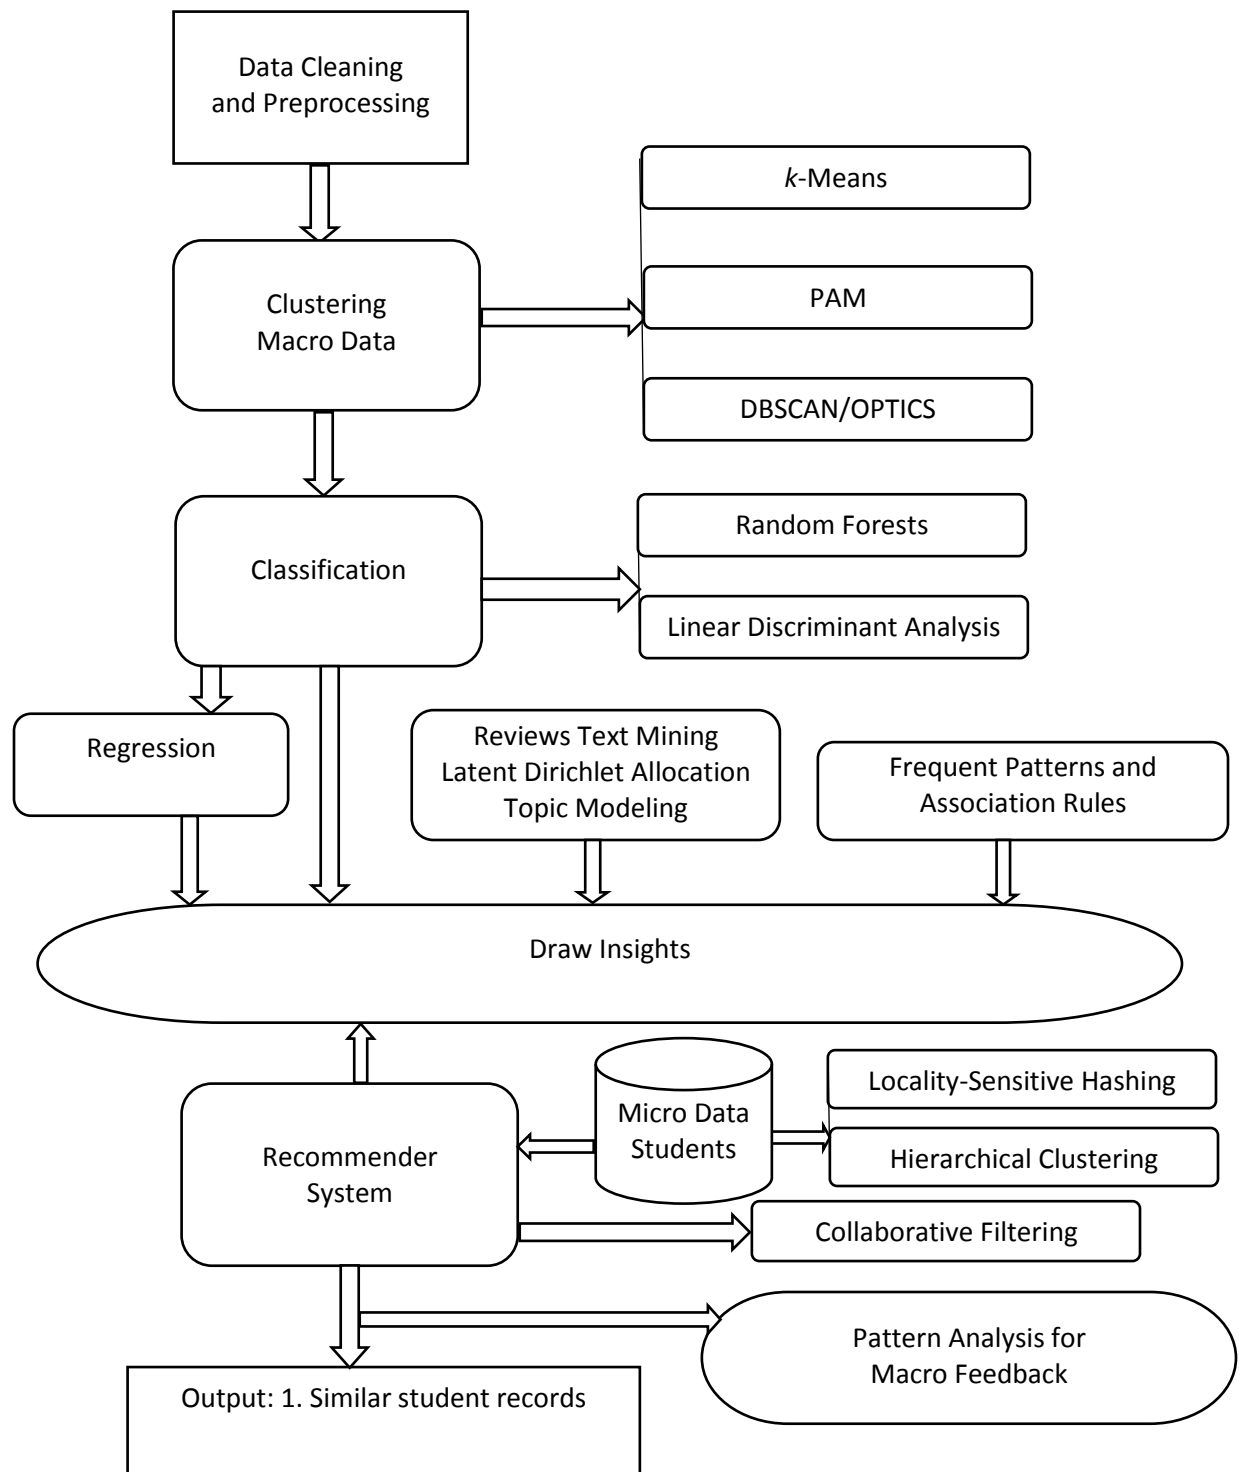 Data Cleaning
and Preprocessing
k-Means
Clustering
Macro Data
PAM
DBSCAN/OPTICS
Classification
Random Forests
Linear Discriminant Analysis
Regression
Reviews Text Mining
Latent Dirichlet Allocation
Topic Modeling
Frequent Patterns and
Association Rules
Draw Insights
Recommender
System
Micro Data
Students
Locality-Sensitive Hashing
Hierarchical Clustering
Collaborative Filtering
Pattern Analysis for
Macro Feedback
Output: 1. Similar student records